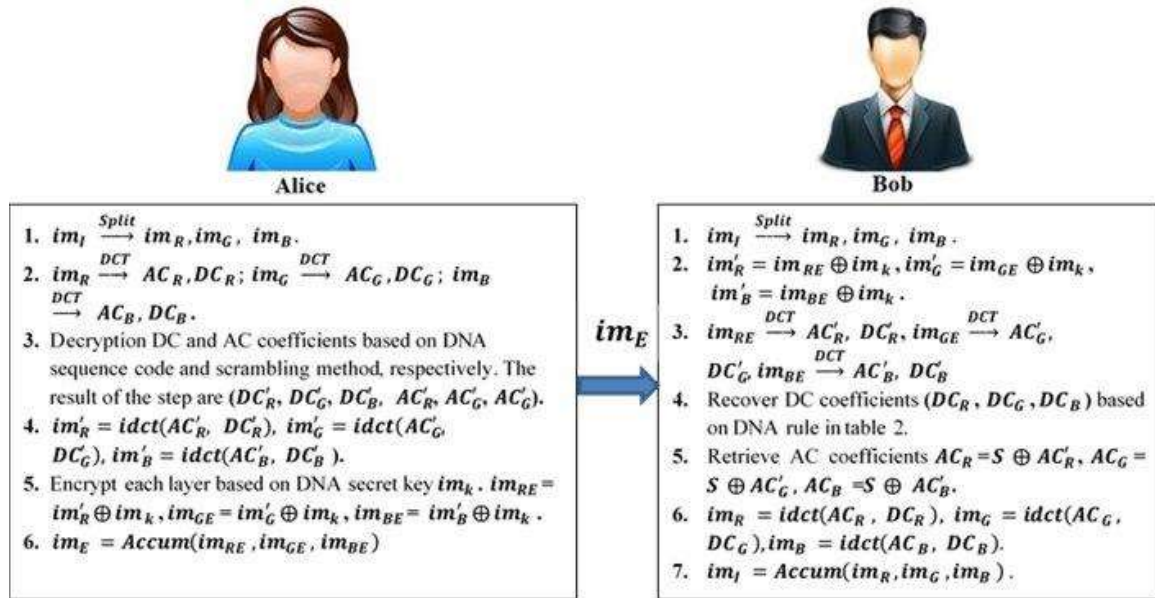 Alice
Split
1. im_I ⟶ im_R, im_G, im_B.
DCT DCT
2. im_R ⟶ AC_R, DC_R; im_G ⟶ AC_G, DC_G; im_B
DCT
⟶ AC_B, DC_B.
3. Decryption DC and AC coefficients based on DNA
sequence code and scrambling method, respectively. The
result of the step are (DC'_R, DC'_G, DC'_B, AC'_R, AC'_G, AC'_G).
4. im'_R = idct(AC'_R, DC'_R), im'_G = idct(AC'_G,
DC'_G), im'_B = idct(AC'_B, DC'_B).
5. Encrypt each layer based on DNA secret key im_k. im_RE =
im'_R ⊕ im_k, im_GE = im'_G ⊕ im_k, im_BE = im'_B ⊕ im_k.
6. im_E = Accum(im_RE, im_GE, im_BE)
im_E
Bob
Split
1. im_I ⟶ im_R, im_G, im_B.
2. im'_R = im_RE ⊕ im_k, im'_G = im_GE ⊕ im_k,
im'_B = im_BE ⊕ im_k.
DCT DCT
3. im_RE ⟶ AC'_R, DC'_R, im_GE ⟶ AC'_G,
DCT
DC'_G, im_BE ⟶ AC'_B, DC'_B
4. Recover DC coefficients (DC_R, DC_G, DC_B) based
on DNA rule in table 2.
5. Retrieve AC coefficients AC_R = S ⊕ AC'_R, AC_G =
S ⊕ AC'_G, AC_B = S ⊕ AC'_B.
6. im_R = idct(AC_R, DC_R), im_G = idct(AC_G,
DC_G), im_B = idct(AC_B, DC_B).
7. im_I = Accum(im_R, im_G, im_B).